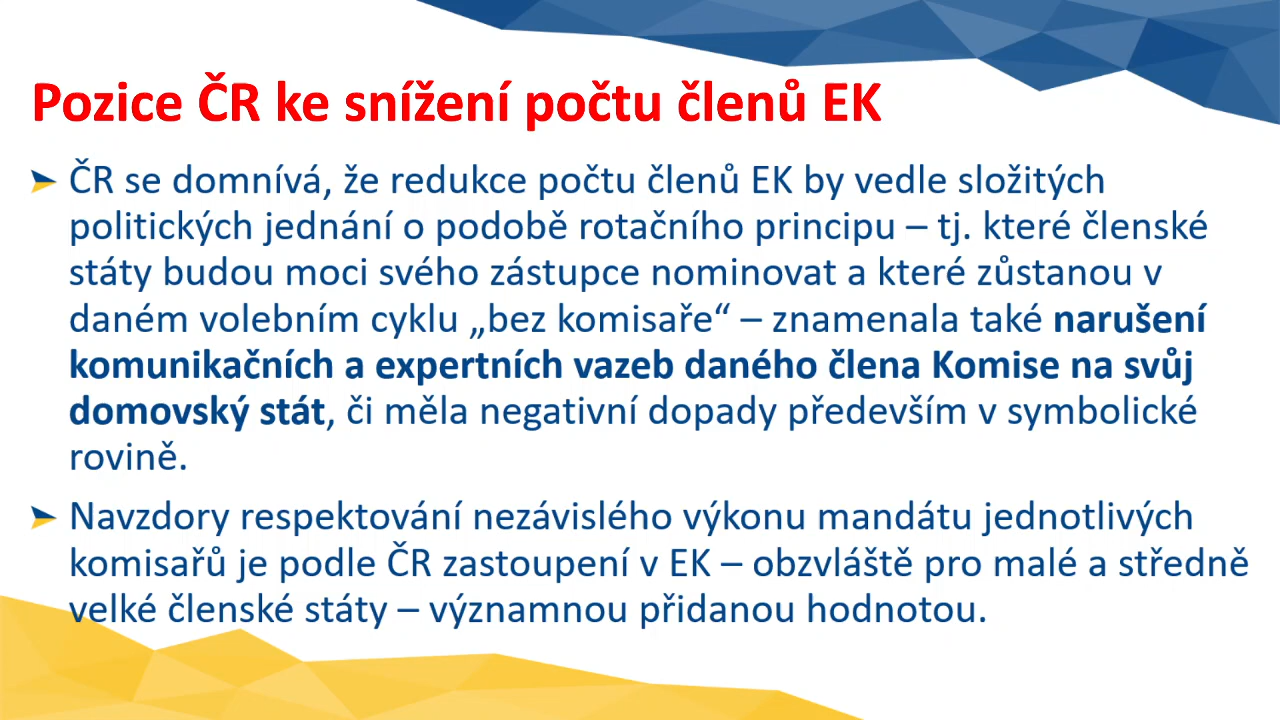 Pozice ČR ke snížení počtu členů EK
ČR se domnívá, že redukce počtu členů EK by vedle složitých
politických jednání o podobě rotačního principu – tj. které členské
státy budou moci svého zástupce nominovat a které zůstanou v
daném volebním cyklu „bez komisaře“ – znamenala také narušení
komunikačních a expertních vazeb daného člena Komise na svůj
domovský stát, či měla negativní dopady především v symbolické
rovině.
Navzdory respektování nezávislého výkonu mandátu jednotlivých
komisařů je podle ČR zastoupení v EK – obzvláště pro malé a středně
velké členské státy – významnou přidanou hodnotou.